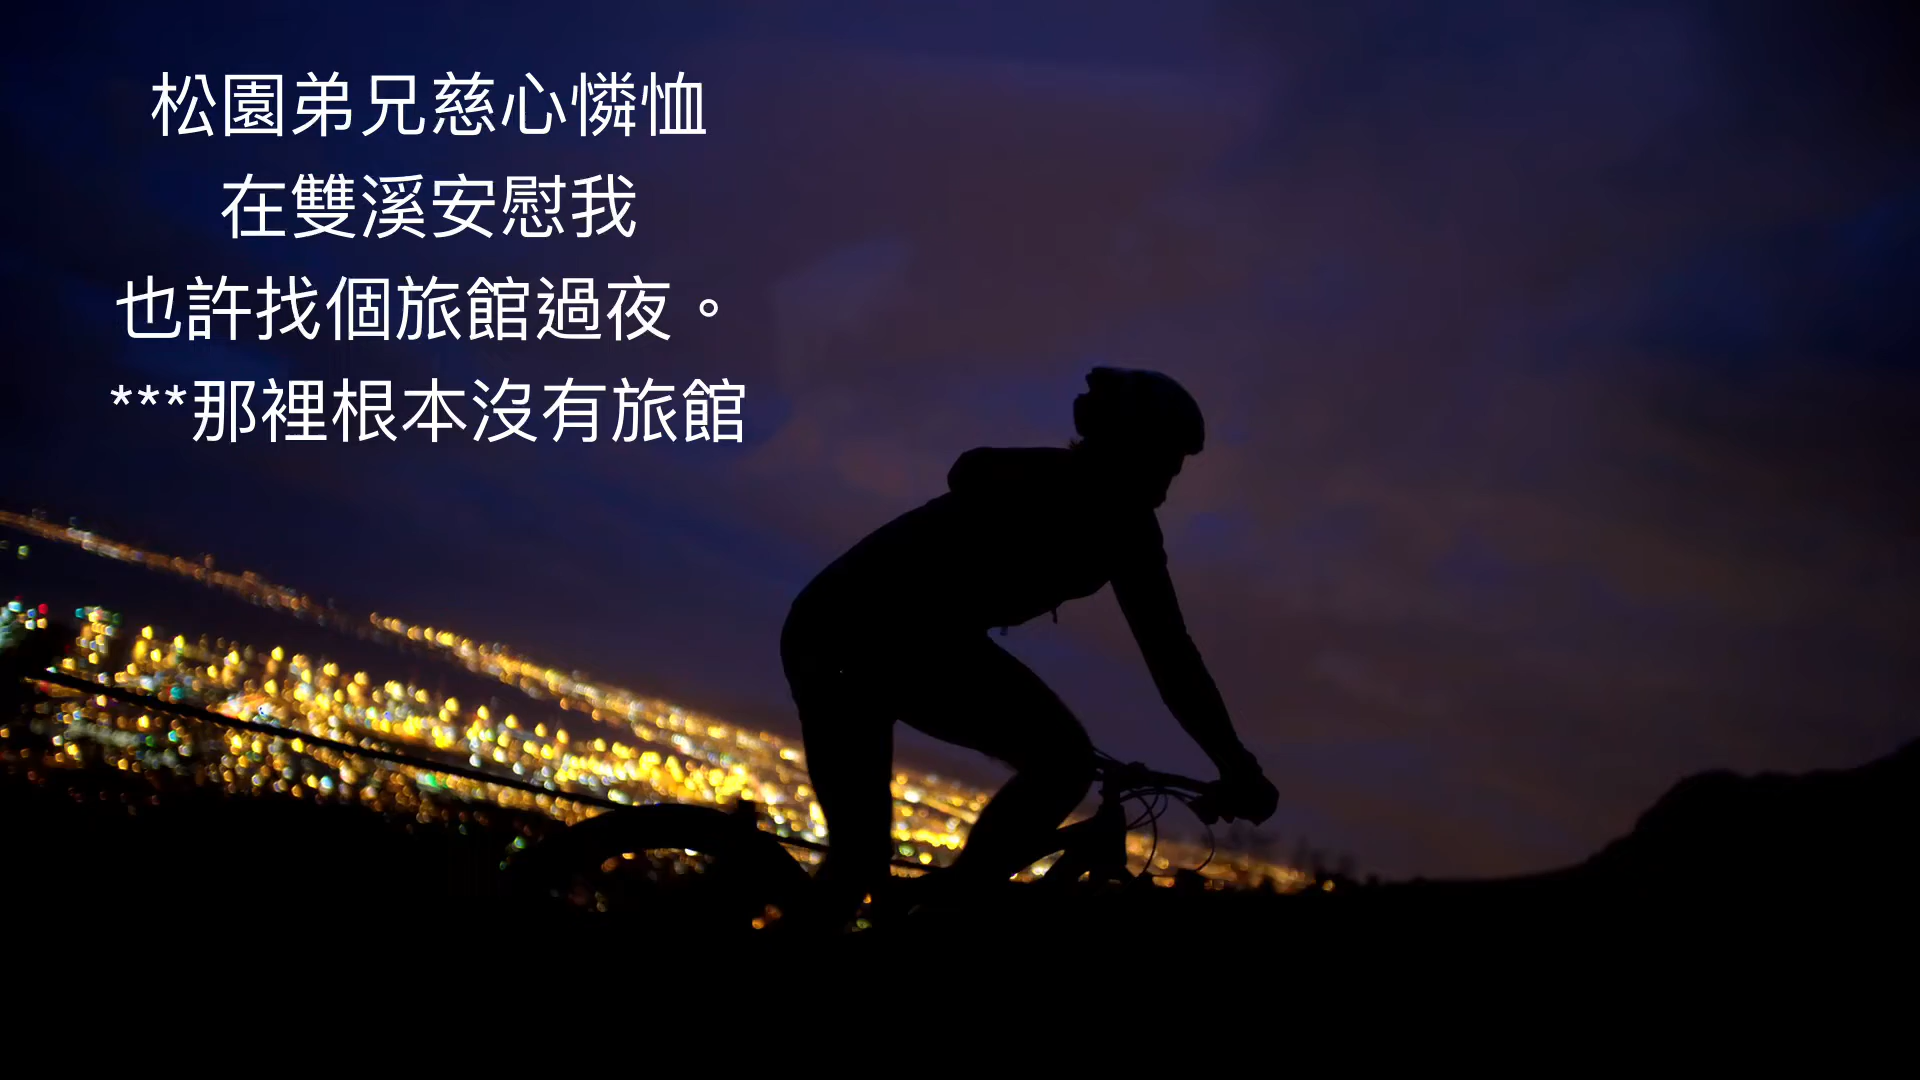 松園弟兄慈心憐恤
在雙溪安慰我
也許找個旅館過夜。
***那裡根本沒有旅館